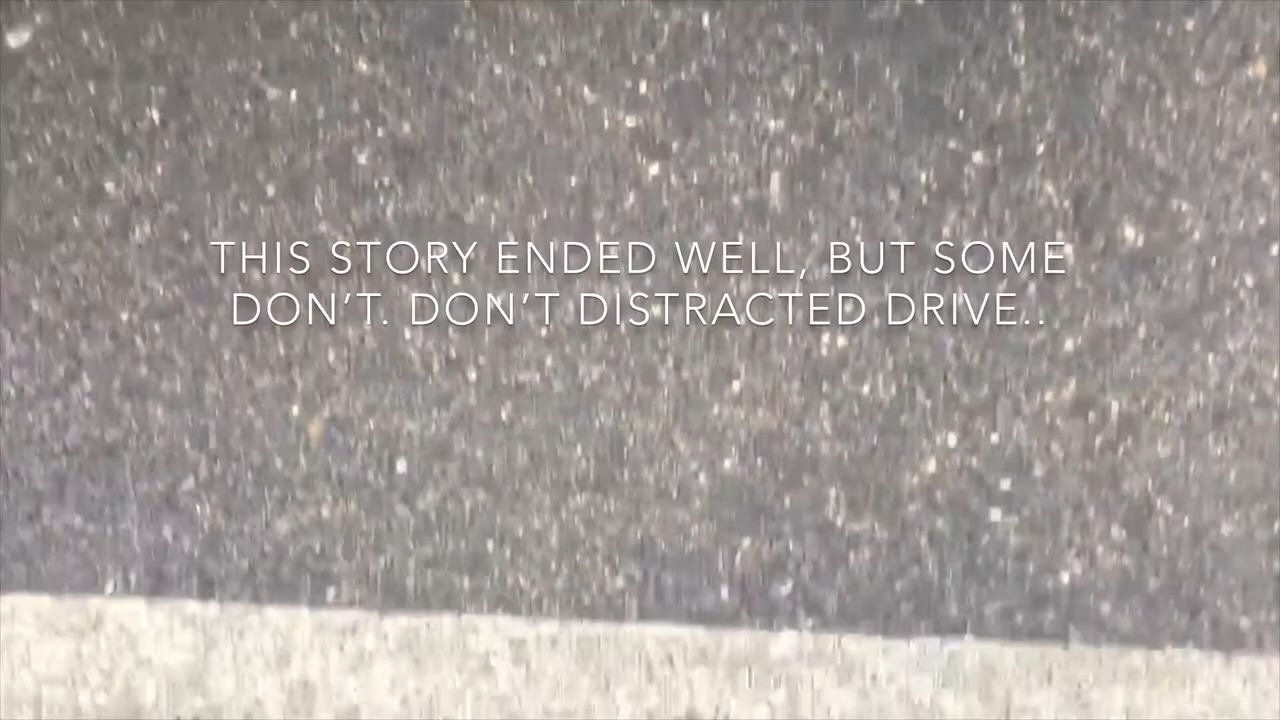 THIS STORY ENDED WELL, BUT SOME
DON’T. DON’T DISTRACTED DRIVE..